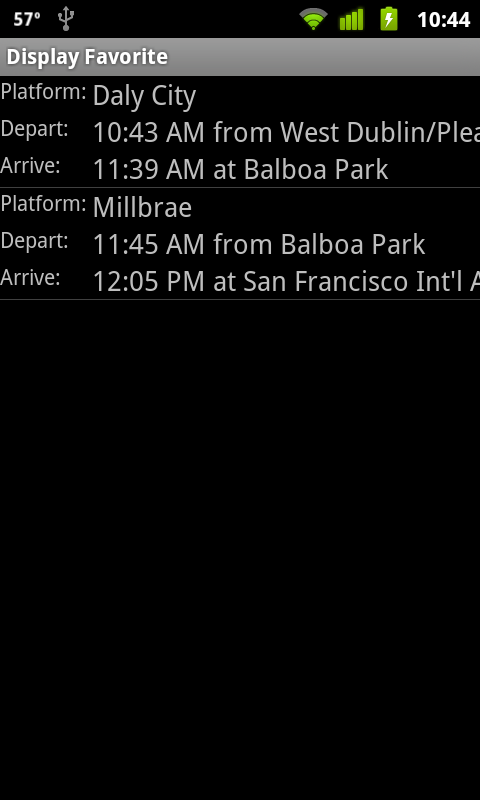 57° 10:44
Display Favorite
Platform: Daly City
Depart: 10:43 AM from West Dublin/Plea
Arrive: 11:39 AM at Balboa Park
Platform: Millbrae
Depart: 11:45 AM from Balboa Park
Arrive: 12:05 PM at San Francisco Int'l A